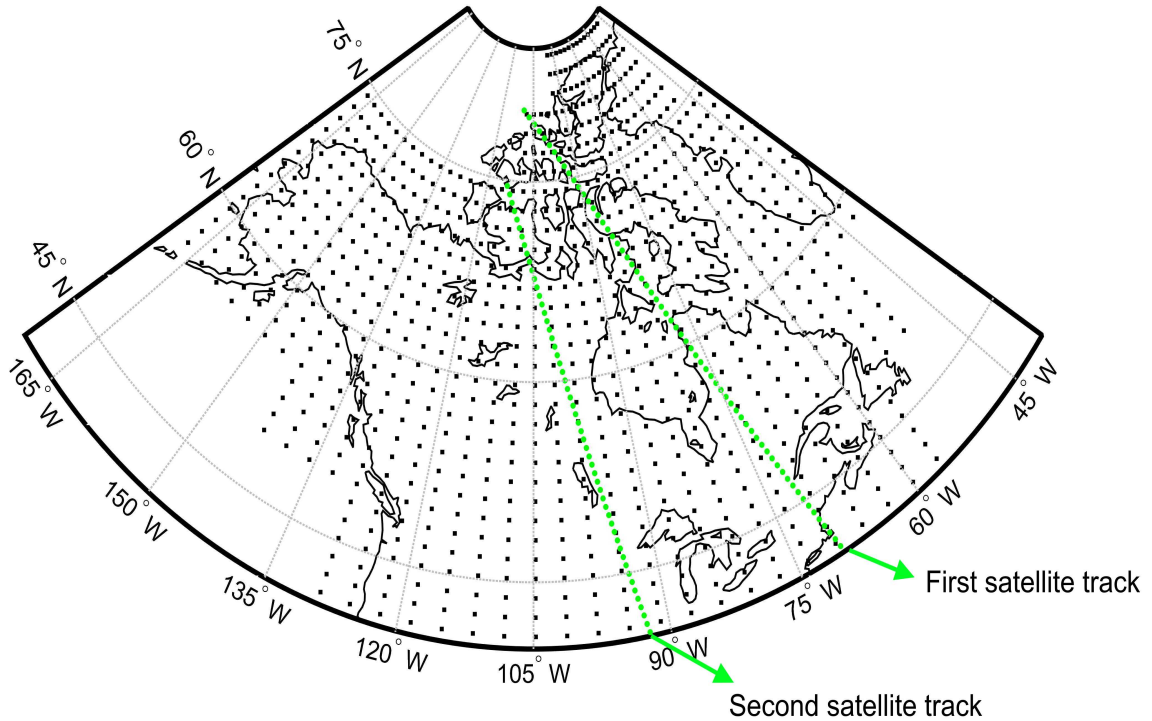 75° N
60° N
45° N
165° W
150° W
135° W
120° W
105° W
90° W
75° W
60° W
45° W
First satellite track
Second satellite track